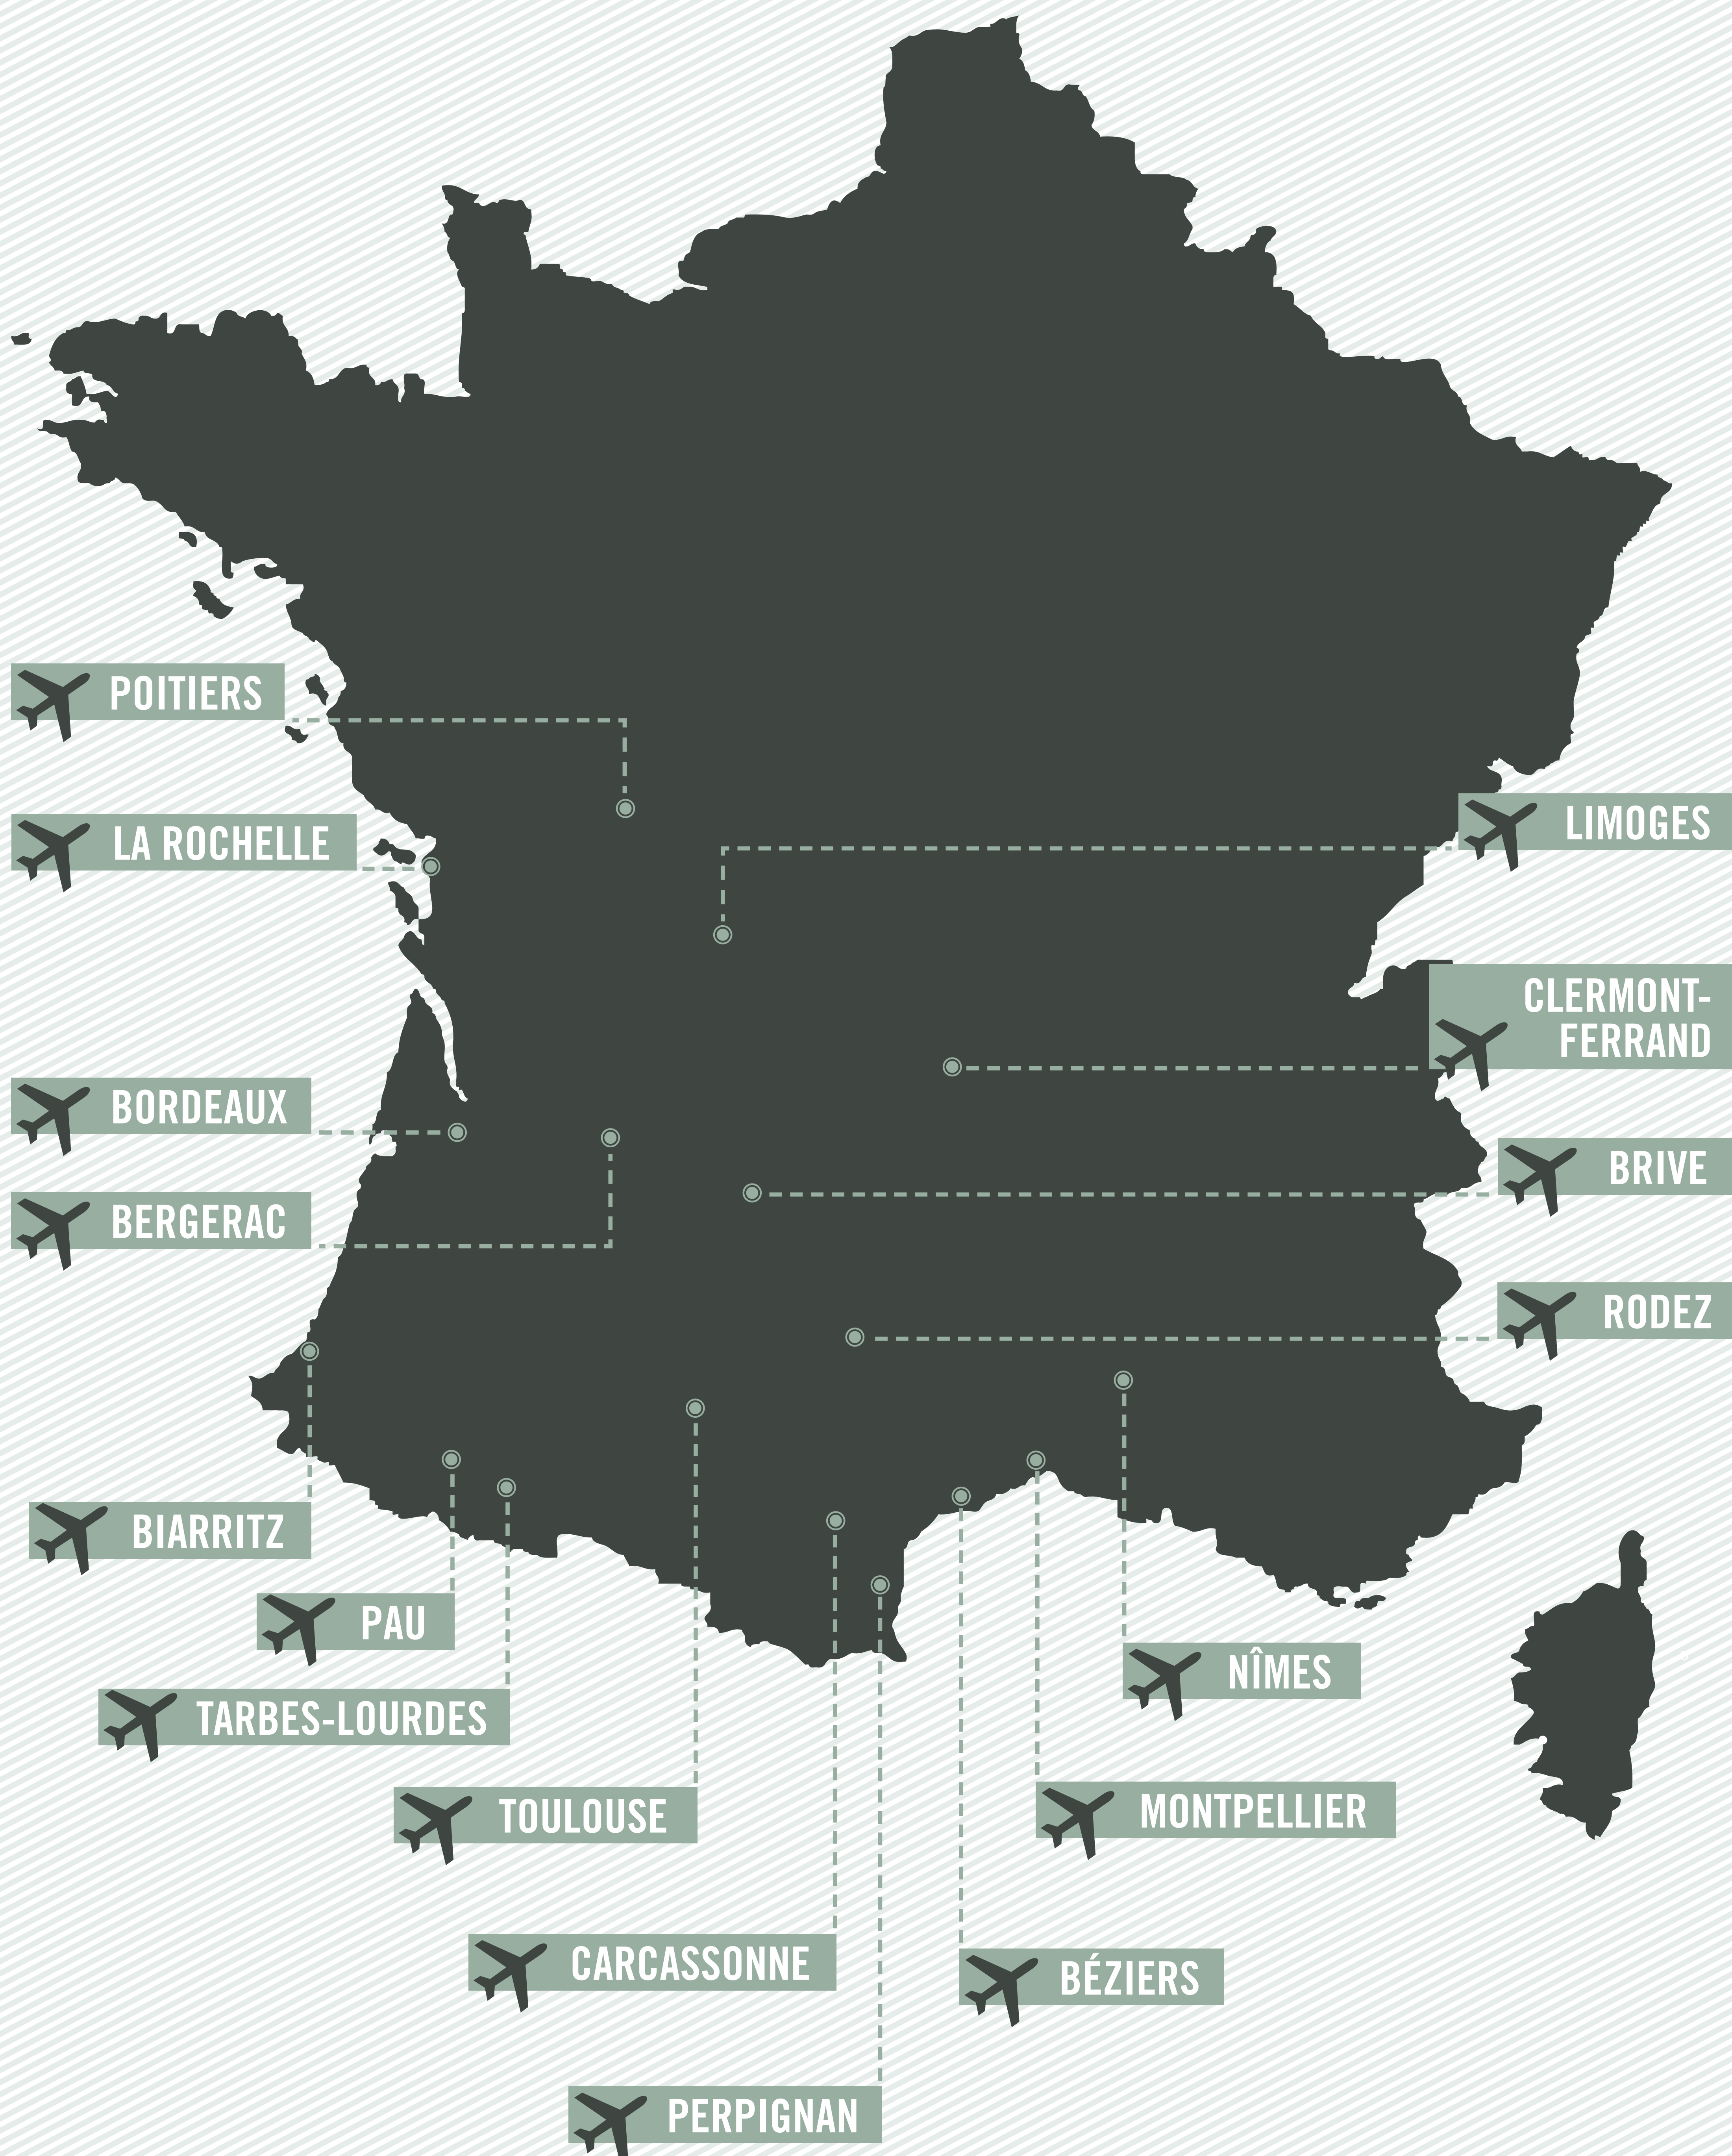 POITIERS
LIMOGES
LA ROCHELLE
CLERMONT-
FERRAND
BORDEAUX
BRIVE
BERGERAC
RODEZ
BIARRITZ
PAU
NÎMES
TARBES-LOURDES
MONTPELLIER
TOULOUSE
CARCASSONNE
BÉZIERS
PERPIGNAN